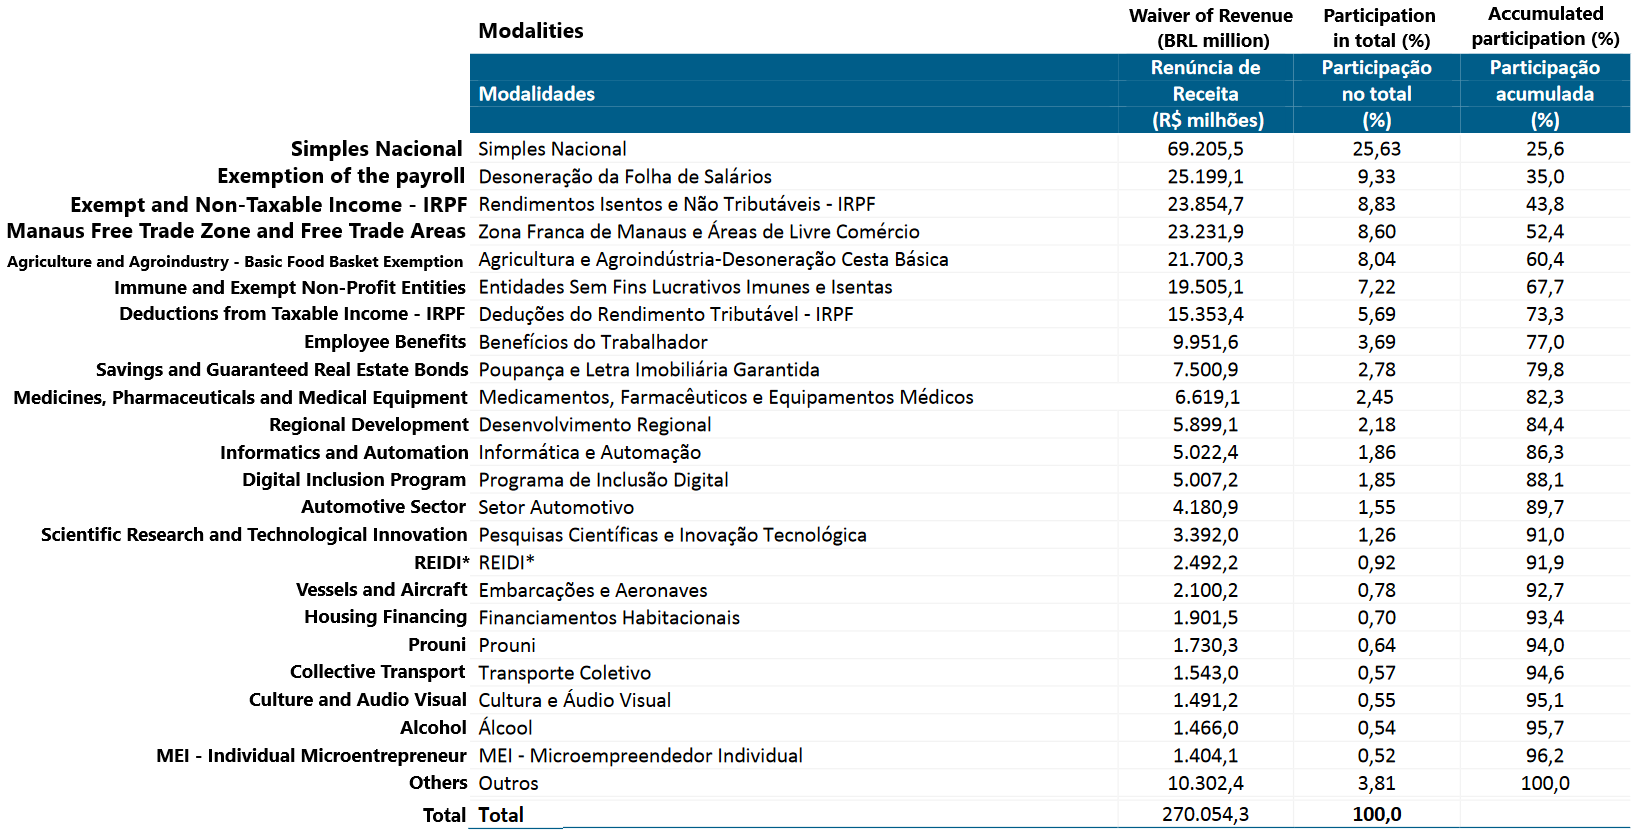 Modalities Waiver of Revenue (BRL million) Participation in total (%) Accumulated participation (%)
Modalidades Renúncia de Receita (R$ milhões) Participação no total (%) Participação acumulada (%)
Simples Nacional Simples Nacional 69.205,5 25,63 25,6
Exemption of the payroll Desoneração da Folha de Salários 25.199,1 9,33 35,0
Exempt and Non-Taxable Income - IRPF Rendimentos Isentos e Não Tributáveis - IRPF 23.854,7 8,83 43,8
Manaus Free Trade Zone and Free Trade Areas Zona Franca de Manaus e Áreas de Livre Comércio 23.231,9 8,60 52,4
Agriculture and Agroindustry - Basic Food Basket Exemption Agricultura e Agroindústria-Desoneração Cesta Básica 21.700,3 8,04 60,4
Immune and Exempt Non-Profit Entities Entidades Sem Fins Lucrativos Imunes e Isentas 19.505,1 7,22 67,7
Deductions from Taxable Income - IRPF Deduções do Rendimento Tributável - IRPF 15.353,4 5,69 73,3
Employee Benefits Benefícios do Trabalhador 9.951,6 3,69 77,0
Savings and Guaranteed Real Estate Bonds Poupança e Letra Imobiliária Garantida 7.500,9 2,78 79,8
Medicines, Pharmaceuticals and Medical Equipment Medicamentos, Farmacêuticos e Equipamentos Médicos 6.619,1 2,45 82,3
Regional Development Desenvolvimento Regional 5.899,1 2,18 84,4
Informatics and Automation Informática e Automação 5.022,4 1,86 86,3
Digital Inclusion Program Programa de Inclusão Digital 5.007,2 1,85 88,1
Automotive Sector Setor Automotivo 4.180,9 1,55 89,7
Scientific Research and Technological Innovation Pesquisas Científicas e Inovação Tecnológica 3.392,0 1,26 91,0
REIDI* REIDI* 2.492,2 0,92 91,9
Vessels and Aircraft Embarcações e Aeronaves 2.100,2 0,78 92,7
Housing Financing Financiamentos Habitacionais 1.901,5 0,70 93,4
Prouni Prouni 1.730,3 0,64 94,0
Collective Transport Transporte Coletivo 1.543,0 0,57 94,6
Culture and Audio Visual Cultura e Áudio Visual 1.491,2 0,55 95,1
Alcohol Álcool 1.466,0 0,54 95,7
MEI - Individual Microentrepreneur MEI - Microempreendedor Individual 1.404,1 0,52 96,2
Others Outros 10.302,4 3,81 100,0
Total Total 270.054,3 100,0